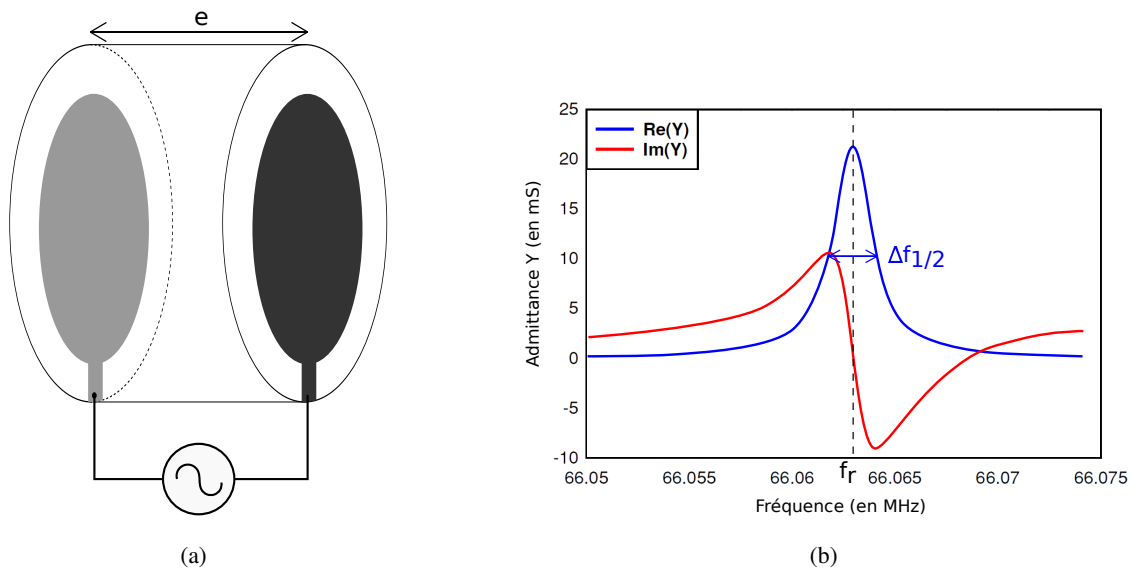 e
(a)
Re(Y)
Im(Y)
Admittance Y (en mS)
25
20
15
10
5
0
-5
-10
Δf1/2
fr
66.05
66.055
66.06
66.065
66.07
66.075
Fréquence (en MHz)
(b)